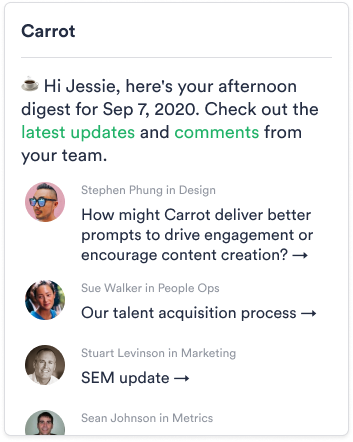 Carrot
Hi Jessie, here's your afternoon
digest for Sep 7, 2020. Check out the
latest updates and comments from
your team.
Stephen Phung in Design
How might Carrot deliver better
prompts to drive engagement or
encourage content creation? →
Sue Walker in People Ops
Our talent acquisition process →
Stuart Levinson in Marketing
SEM update →
Sean Johnson in Metrics